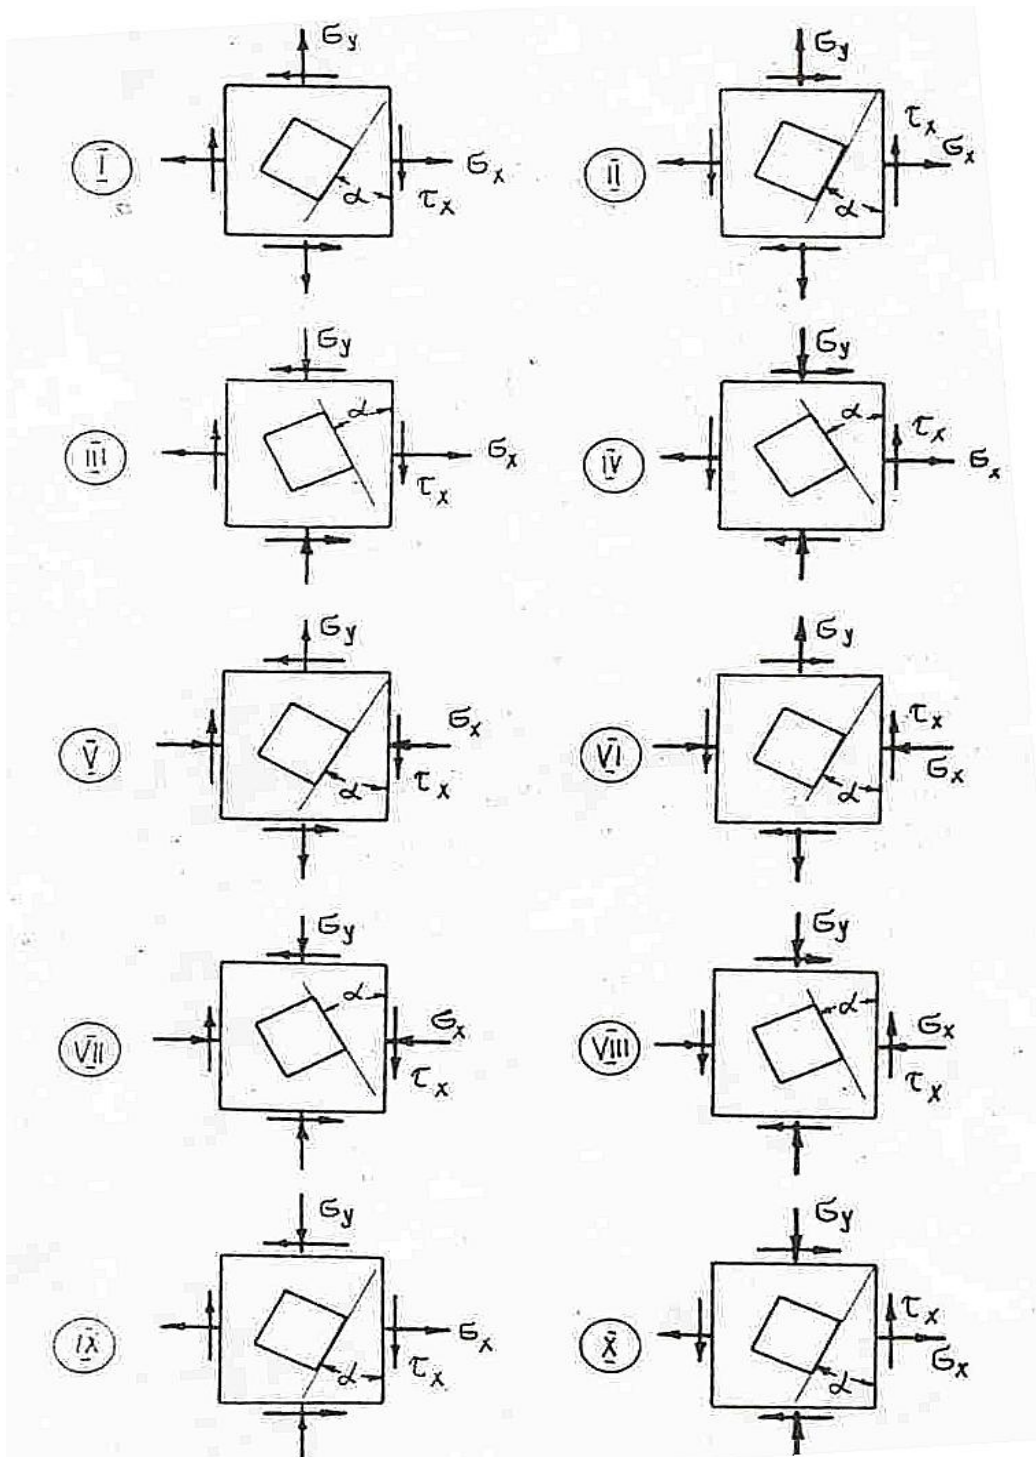 σy
σy
I
α
σx
τx
II
α
τx
σx
σy
σy
III
α
σx
τx
IV
α
τx
σx
σy
σy
V
α
σx
τx
VI
α
τx
σx
σy
σy
VII
α
σx
τx
VIII
α
σx
τx
σy
σy
IX
α
σx
τx
X
α
τx
σx